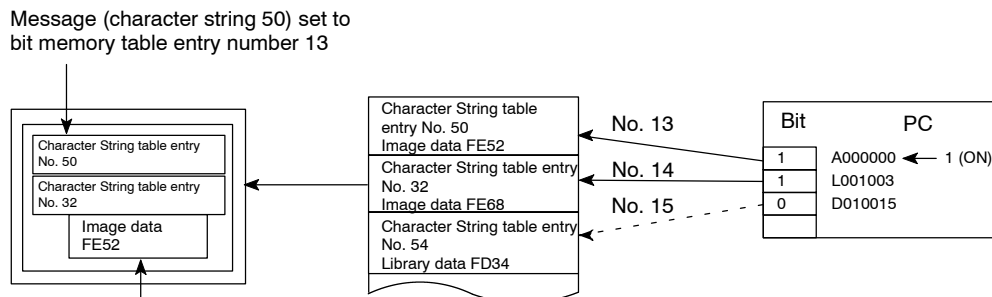 Message (character string 50) set to
bit memory table entry number 13
Character String table entry
No. 50
Character String table entry
No. 32
Image data
FE52
Character String table
entry No. 50
Image data FE52
Character String table entry
No. 32
Image data FE68
Character String table entry
No. 54
Library data FD34
No. 13
No. 14
No. 15
Bit PC
1 A000000 1 (ON)
1 L001003
0 D010015